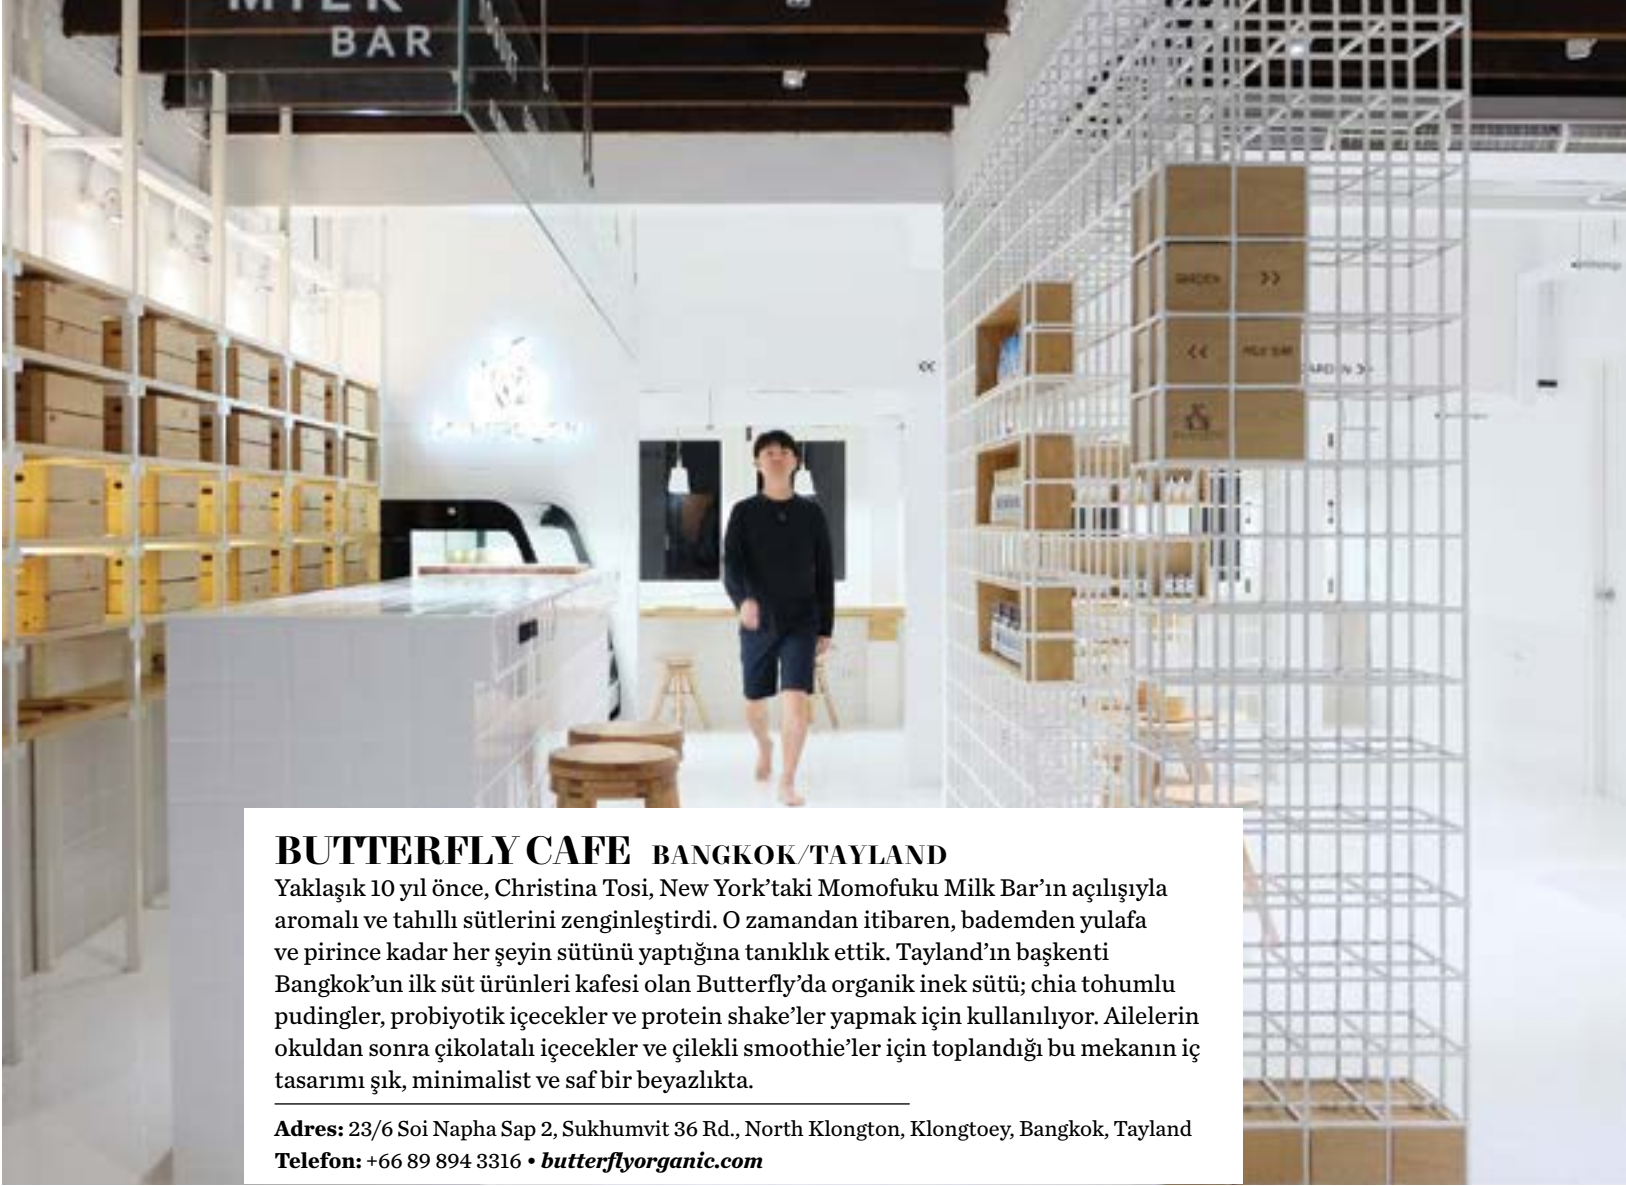 MILK
BAR
<<
GARDEN >>
<< MILK BAR
BUTTERFLY CAFE BANGKOK/TAYLAND
Yaklaşık 10 yıl önce, Christina Tosi, New York’taki Momofuku Milk Bar’ın açılışıyla
aromalı ve tahıllı sütlerini zenginleştirdi. O zamandan itibaren, bademden yulafa
ve pirince kadar her şeyin sütünü yaptığına tanıklık ettik. Tayland’ın başkenti
Bangkok’un ilk süt ürünleri kafesi olan Butterfly’da organik inek sütü; chia tohumlu
pudingler, probiyotik içecekler ve protein shake’ler yapmak için kullanılıyor. Ailelerin
okuldan sonra çikolatalı içecekler ve çilekli smoothie’ler için toplandığı bu mekanın iç
tasarımı şık, minimalist ve saf bir beyazlıkta.
Adres: 23/6 Soi Napha Sap 2, Sukhumvit 36 Rd., North Klongton, Klongtoey, Bangkok, Tayland
Telefon: +66 89 894 3316 • butterflyorganic.com